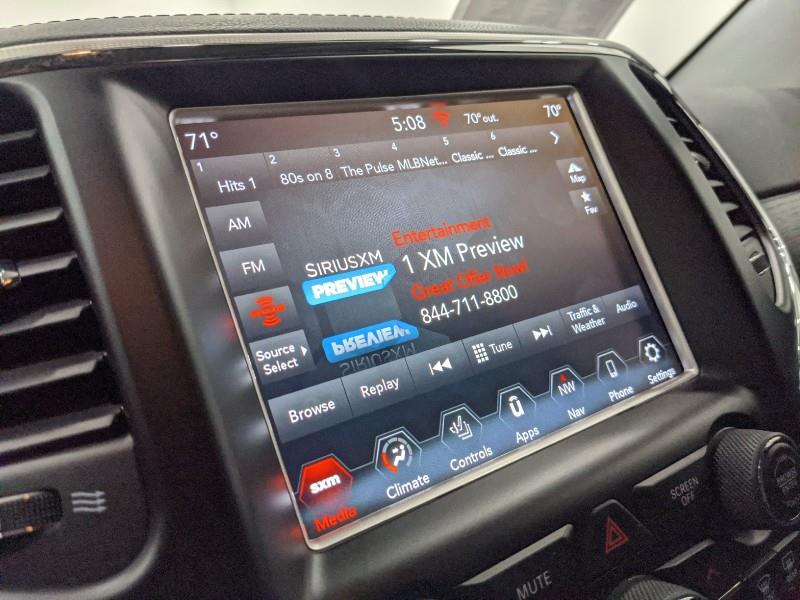 71° 5:08 70° out. 70°
1 2 3 4 5 6
Hits 1 80s on 8 The Pulse MLBNet... Classic ... Classic ...
Map
Fav
AM
FM
Source
Select
Entertainment
SIRIUSXM
PREVIEW
1 XM Preview
Great Offer Now!
844-711-8800
Browse Replay Tune Traffic &
Weather Audio
sxm
Media Climate Controls Apps NW
Nav Phone Settings
SCREEN
OFF
MUTE